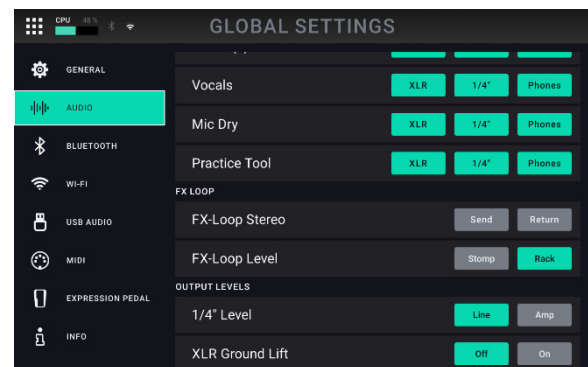 CPU 48 % GLOBAL SETTINGS
GENERAL
AUDIO
BLUETOOTH
WI-FI
USB AUDIO
MIDI
EXPRESSION PEDAL
INFO
Vocals XLR 1/4" Phones
Mic Dry XLR 1/4" Phones
Practice Tool XLR 1/4" Phones
FX LOOP
FX-Loop Stereo Send Return
FX-Loop Level Stomp Rack
OUTPUT LEVELS
1/4" Level Line Amp
XLR Ground Lift Off On